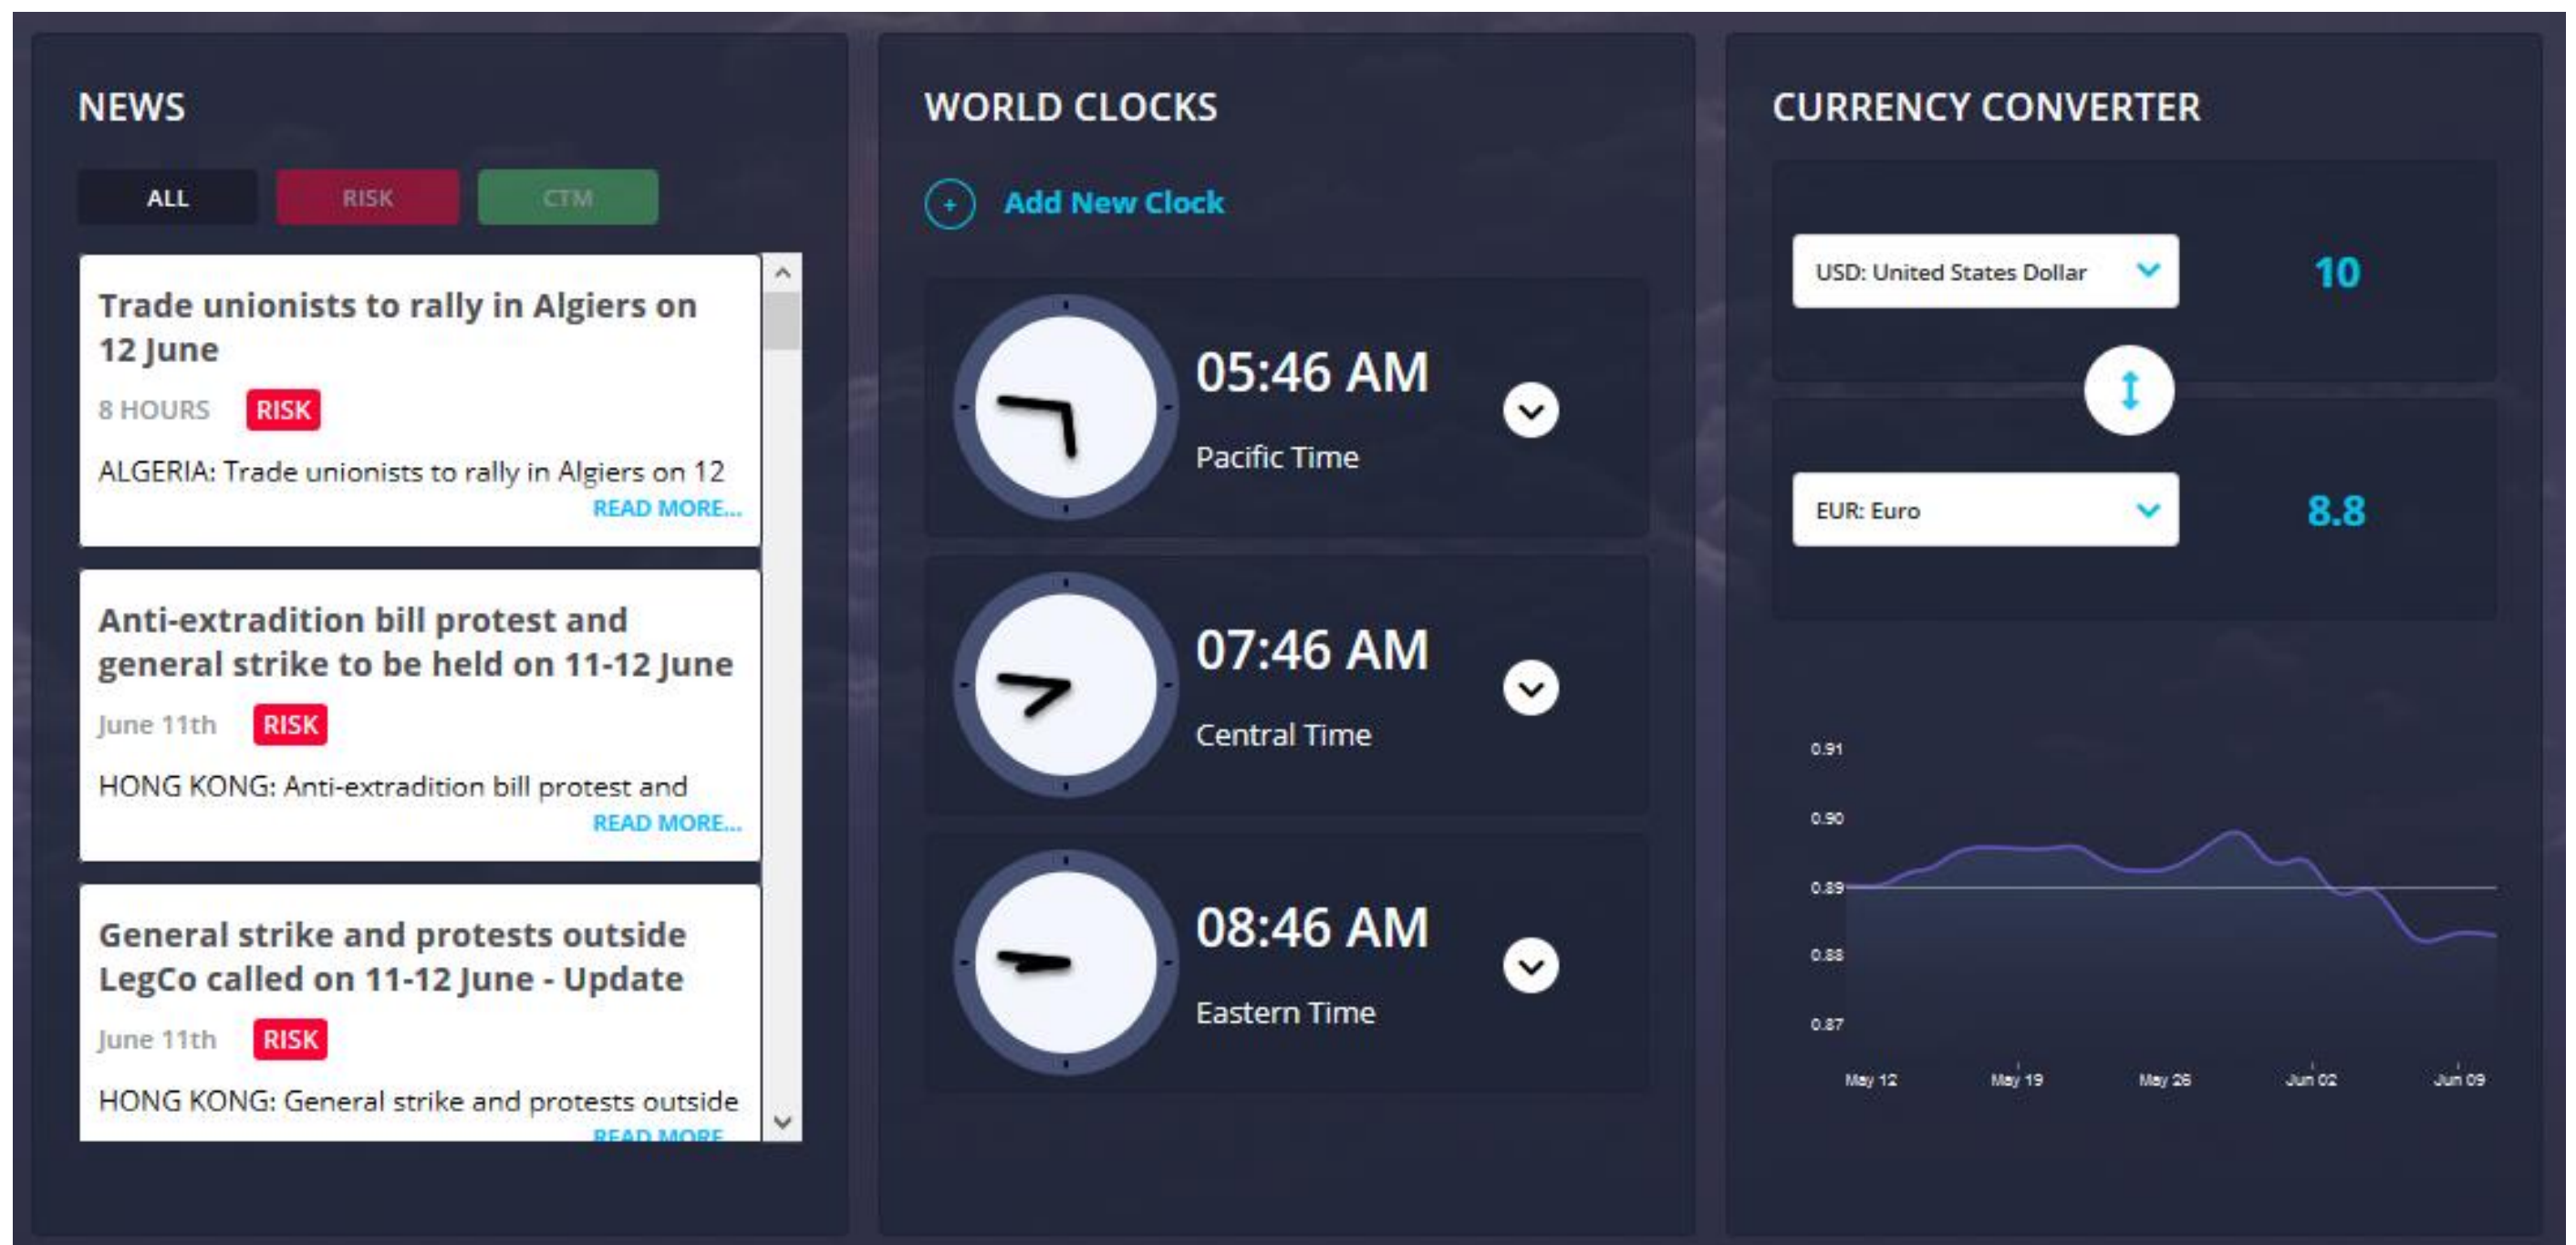 NEWS
ALL
RISK
CTM
Trade unionists to rally in Algiers on
12 June
8 HOURS
RISK
ALGERIA: Trade unionists to rally in Algiers on 12
READ MORE...
Anti-extradition bill protest and
general strike to be held on 11-12 June
June 11th
RISK
HONG KONG: Anti-extradition bill protest and
READ MORE...
General strike and protests outside
LegCo called on 11-12 June - Update
June 11th
RISK
HONG KONG: General strike and protests outside
READ MORE...
WORLD CLOCKS
+ Add New Clock
05:46 AM
Pacific Time
07:46 AM
Central Time
08:46 AM
Eastern Time
CURRENCY CONVERTER
USD: United States Dollar
10
EUR: Euro
8.8
0.91
0.90
0.89
0.88
0.87
May 12
May 19
May 26
Jun 02
Jun 09